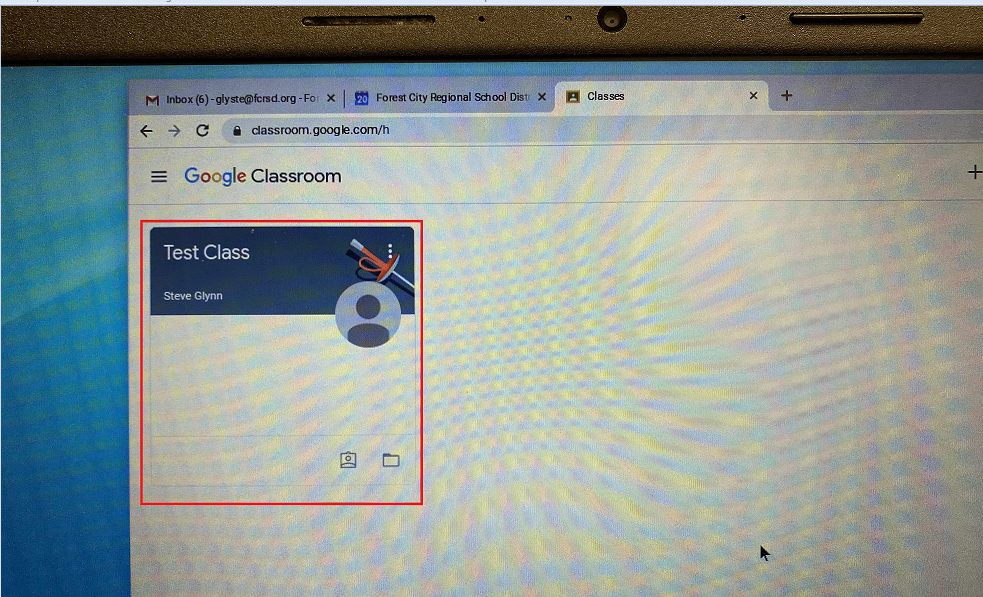 Inbox (6) - glyste@fcrsd.org - Fo
20
Forest City Regional School Distr
Classes
classroom.google.com/h
Google Classroom
Test Class
Steve Glynn